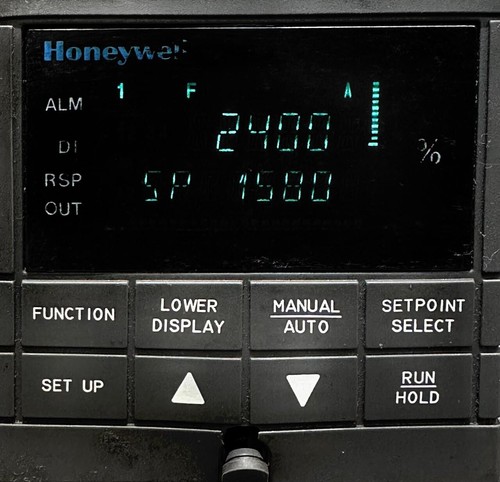 Honeywell
ALM 1 F A
2400
DI %
RSP SP 1580
OUT
FUNCTION
LOWER DISPLAY
MANUAL AUTO
SETPOINT SELECT
SET UP
RUN HOLD